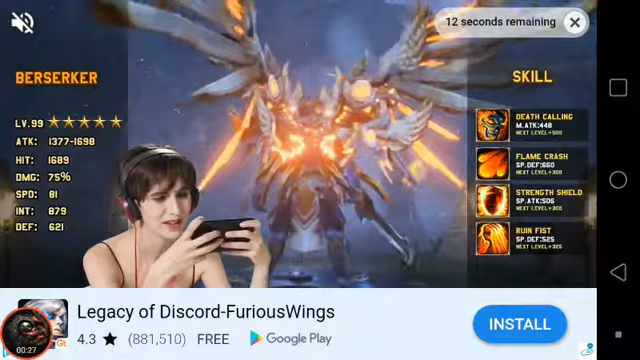 12 seconds remaining
BERSERKER
LV.99
ATK: 1377-1698
HIT: 1689
DMG: 75%
SPD: 81
INT: 879
DEF: 621
SKILL
DEATH CALLING
M.ATK:448
NEXT LEVEL+500
FLAME CRASH
SP.DEF:660
NEXT LEVEL+300
STRENGTH SHIELD
SP.ATK:506
NEXT LEVEL+300
RUIN FIST
SP.DEF:525
NEXT LEVEL+325
Legacy of Discord-FuriousWings
4.3 ★ (881,510) FREE Google Play
INSTALL
00:27